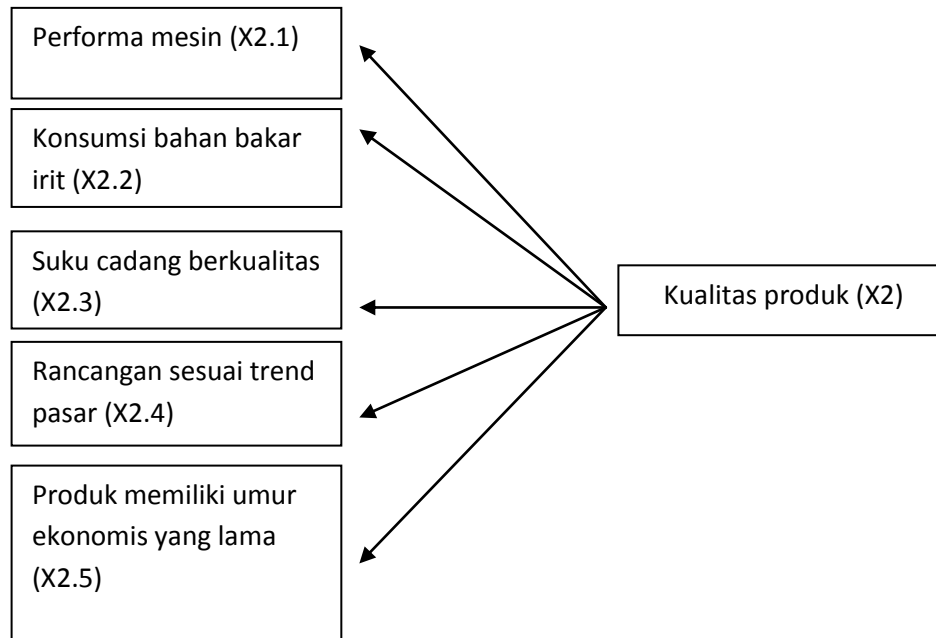 Performa mesin (X2.1)
Konsumsi bahan bakar
irit (X2.2)
Suku cadang berkualitas
(X2.3)
Kualitas produk (X2)
Rancangan sesuai trend
pasar (X2.4)
Produk memiliki umur
ekonomis yang lama
(X2.5)